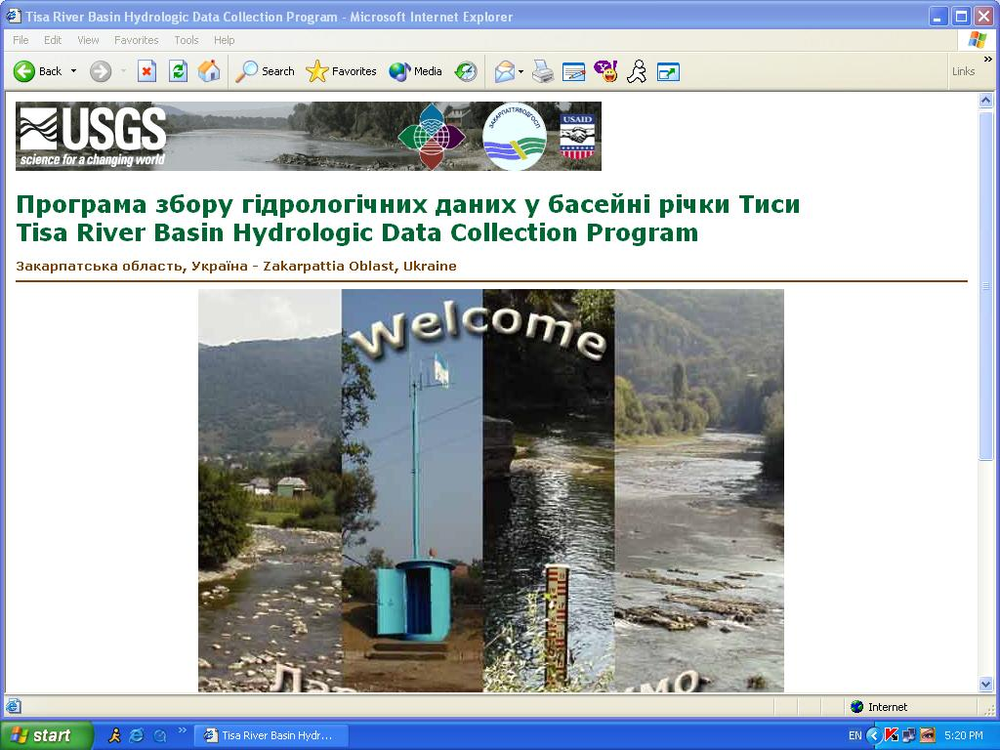 Tisa River Basin Hydrologic Data Collection Program - Microsoft Internet Explorer
File Edit View Favorites Tools Help
Back Search Favorites Media Links
USGS
science for a changing world
ЗАКАРПАТТЯВОДГОСП
USAID
Програма збору гідрологічних даних у басейні річки Тиси
Tisa River Basin Hydrologic Data Collection Program
Закарпатська область, Україна - Zakarpattia Oblast, Ukraine
Welcome
Internet
start Tisa River Basin Hydr... EN 5:20 PM